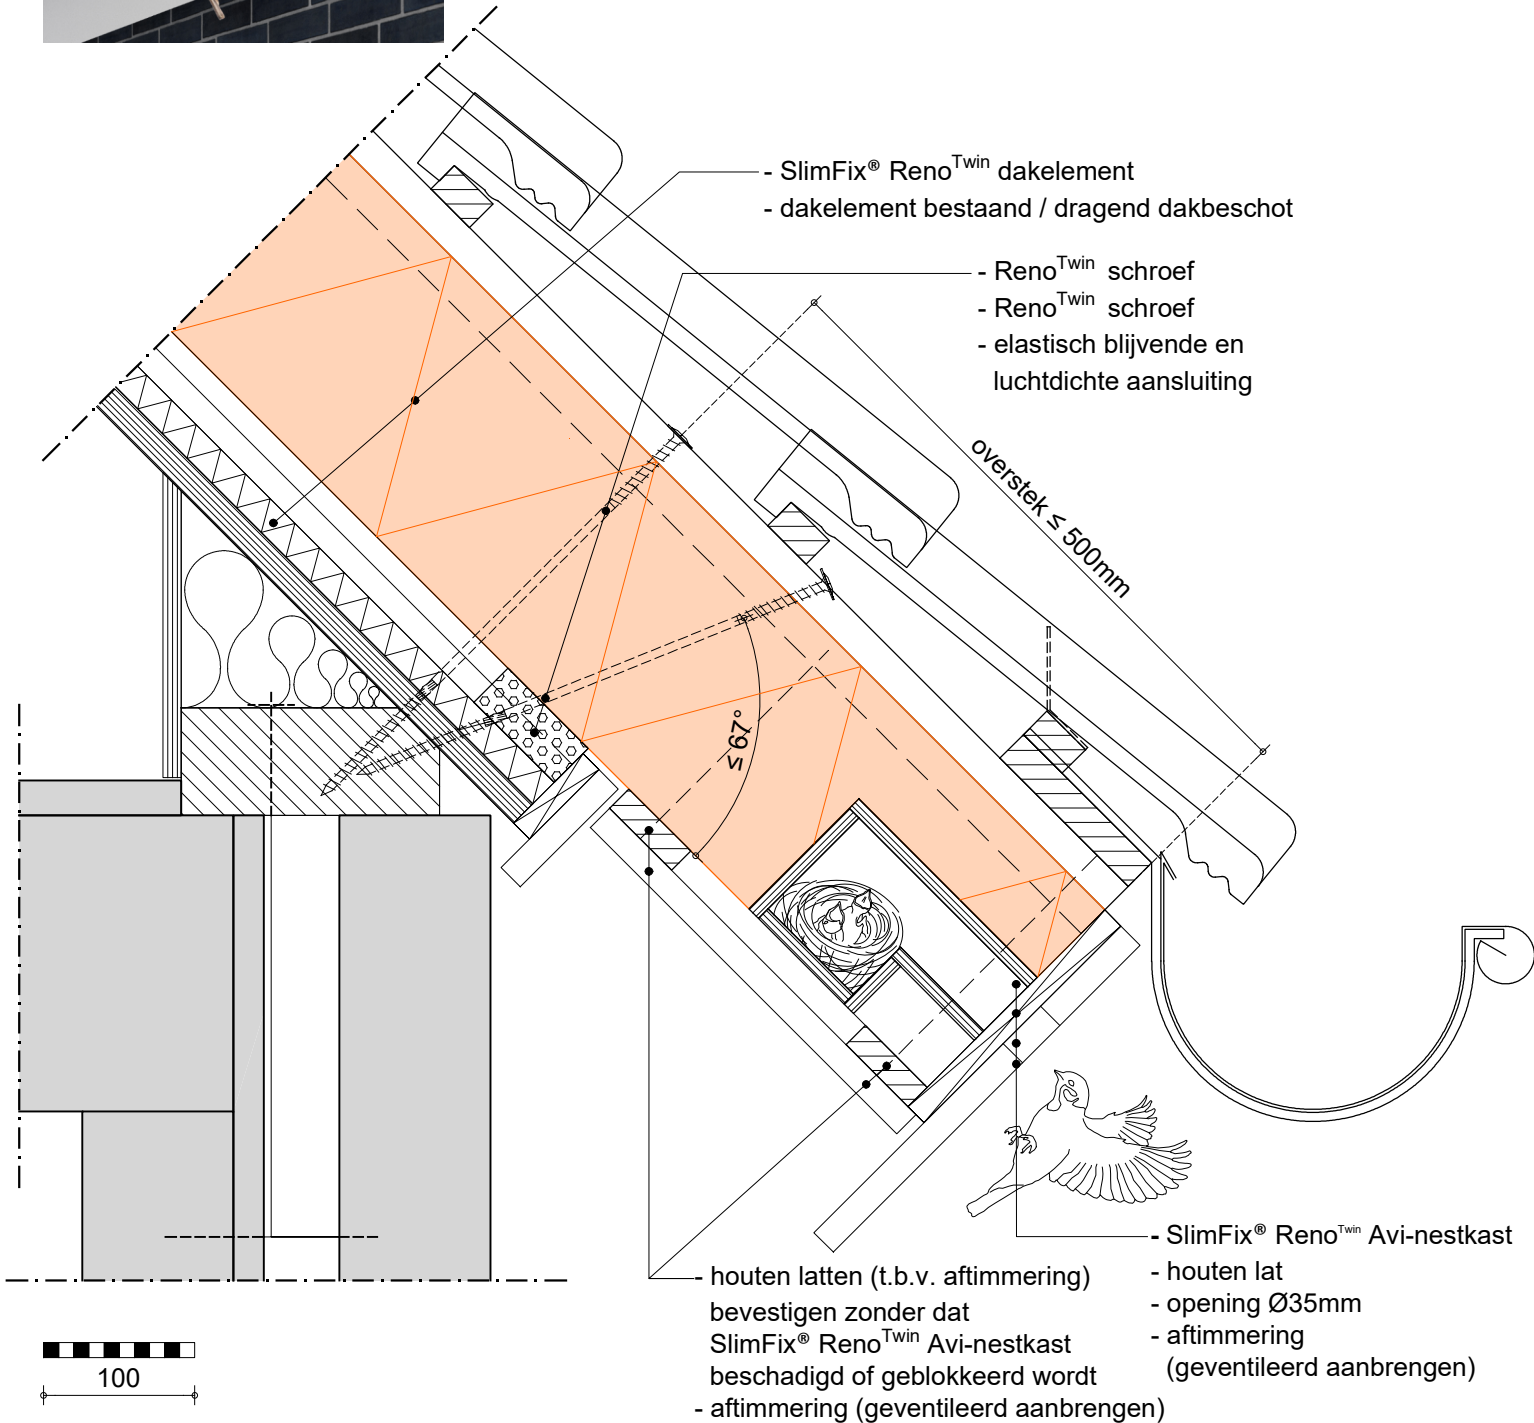 - SlimFix® RenoTwin dakelement
- dakelement bestaand / dragend dakbeschot
- RenoTwin schroef
- RenoTwin schroef
- elastisch blijvende en
luchtdichte aansluiting
overstek ≤ 500mm
≤ 67°
- SlimFix® RenoTwin Avi-nestkast
- houten lat
- opening Ø35mm
- aftimmering
(geventileerd aanbrengen)
- houten latten (t.b.v. aftimmering)
bevestigen zonder dat
SlimFix® RenoTwin Avi-nestkast
beschadigd of geblokkeerd wordt
- aftimmering (geventileerd aanbrengen)
100